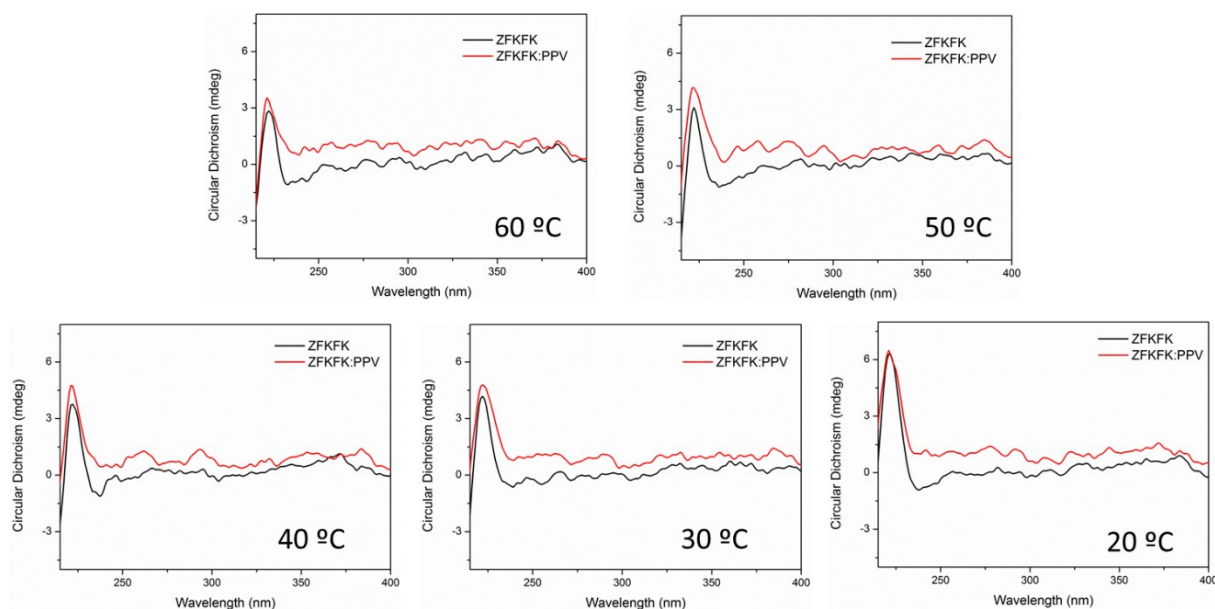 ZFKFK
ZFKFK:PPV
6
3
0
-3
Circular Dichroism (mdeg)
250
300
350
400
Wavelength (nm)
60 ºC
ZFKFK
ZFKFK:PPV
6
3
0
-3
Circular Dichroism (mdeg)
250
300
350
400
Wavelength (nm)
50 ºC
ZFKFK
ZFKFK:PPV
6
3
0
-3
Circular Dichroism (mdeg)
250
300
350
400
Wavelength (nm)
40 ºC
ZFKFK
ZFKFK:PPV
6
3
0
-3
Circular Dichroism (mdeg)
250
300
350
400
Wavelength (nm)
30 ºC
ZFKFK
ZFKFK:PPV
6
3
0
-3
Circular Dichroism (mdeg)
250
300
350
400
Wavelength (nm)
20 ºC